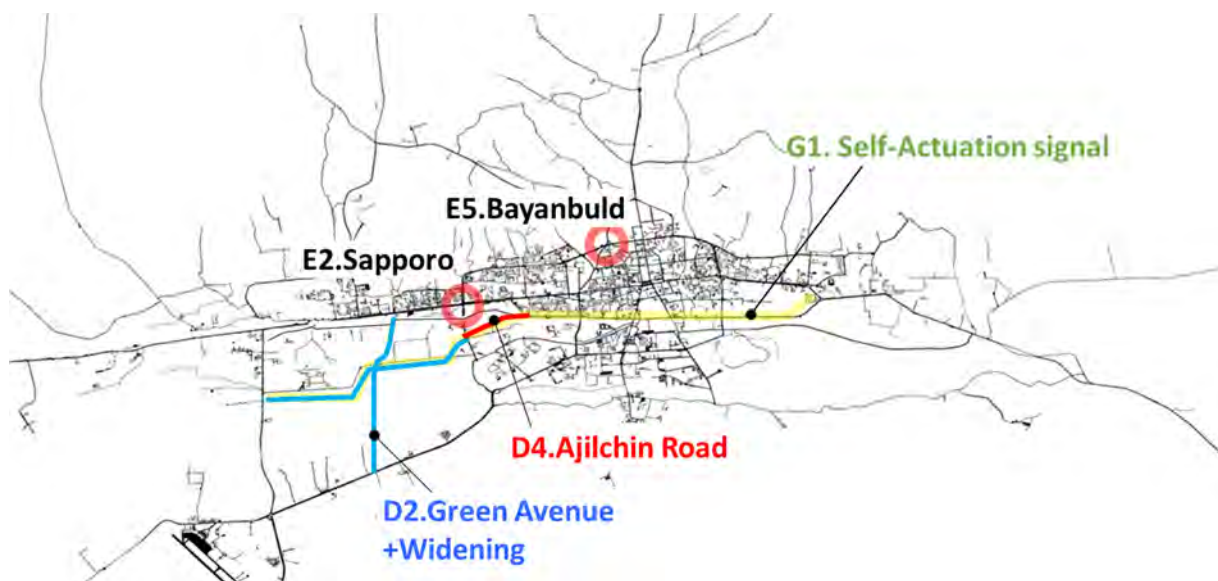 G1. Self-Actuation signal
E5.Bayanbuld
E2.Sapporo
D4.Ajilchin Road
D2.Green Avenue
+Widening